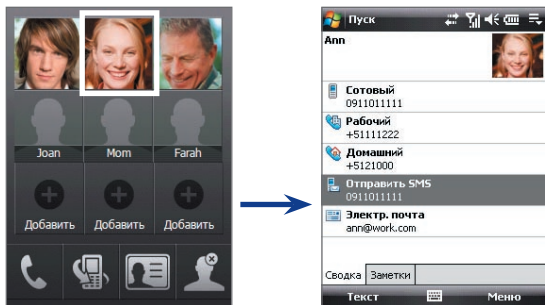 Joan Mom Farah
Добавить Добавить Добавить
Пуск
Ann
Сотовый
0911011111
Рабочий
+51111222
Домашний
+5121000
Отправить SMS
0911011111
Электр. почта
ann@work.com
Сводка Заметки
Текст Меню